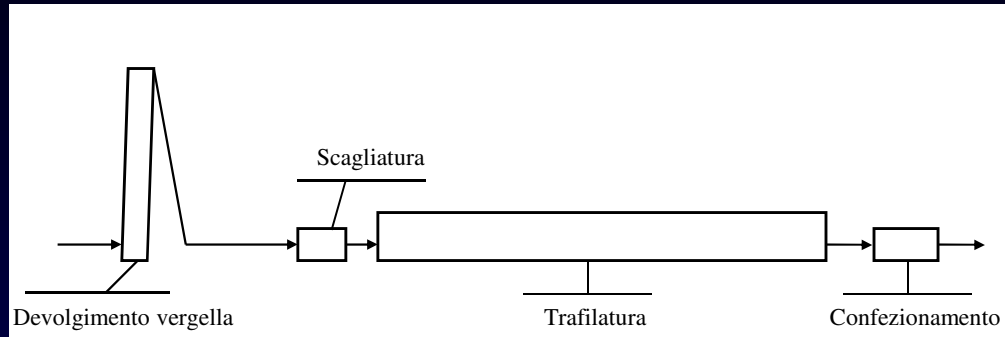 Scagliatura
Devolgimento vergella
Trafilatura
Confezionamento